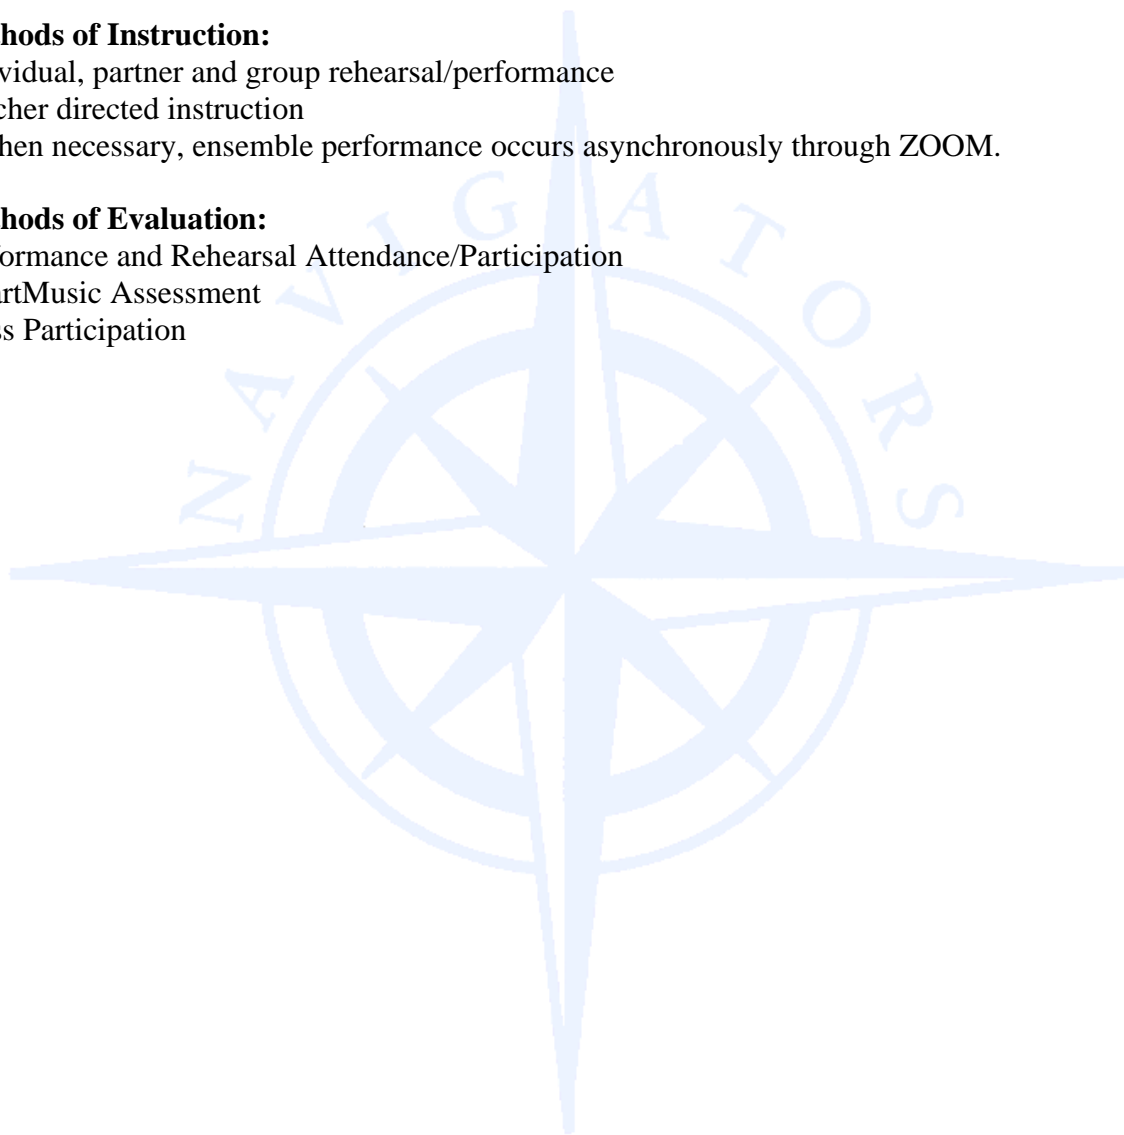 hods of Instruction:
vidual, partner and group rehearsal/performance
cher directed instruction
hen necessary, ensemble performance occurs asynchronously through ZOOM.
hods of Evaluation:
ormance and Rehearsal Attendance/Participation
artMusic Assessment
ss Participation
NAVIGATORS